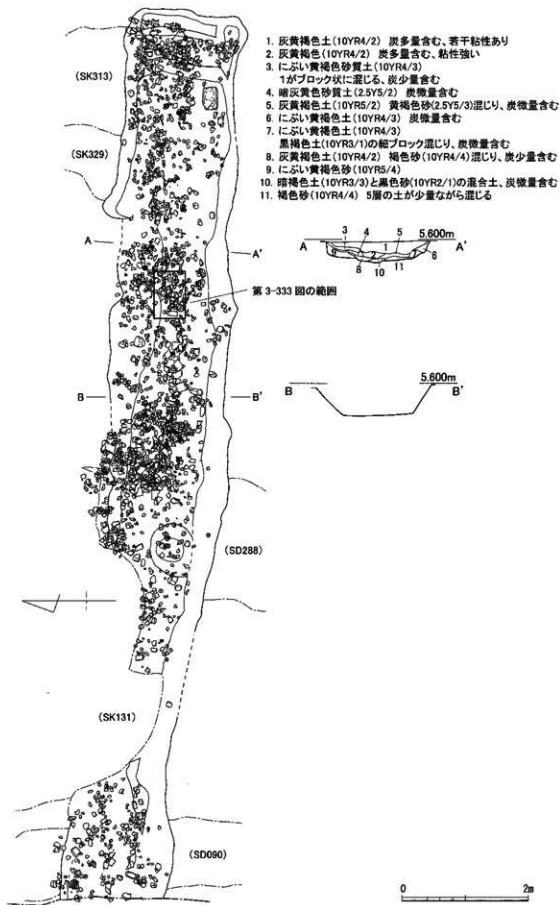 1. 灰黄褐色土(10YR4/2) 炭多量含む、若干粘性あり
2. 灰黄褐色(10YR4/2) 炭多量含む、粘性強い
3. にぶい黄褐色砂質土(10YR4/3)
1がブロック状に混じる、炭少量含む
4. 暗灰黄色砂質土(2.5Y5/2) 炭微量含む
5. 灰黄褐色土(10YR5/2) 黄褐色砂(2.5Y5/3)混じり、炭微量含む
6. にぶい黄褐色土(10YR4/3) 炭微量含む
7. にぶい黄褐色土(10YR4/3)
黒褐色土(10YR3/1)の細ブロック混じり、炭微量含む
8. 灰黄褐色土(10YR4/2) 褐色砂(10YR4/4)混じり、炭少量含む
9. にぶい黄褐色砂(10YR5/4)
10. 暗褐色土(10YR3/3)と黒色砂(10YR2/1)の混合土、炭微量含む
11. 褐色砂(10YR4/4) 5層の土が少量ながら混じる
(SK313)
(SK329)
A
A'
A 3 4 5 5.600m A'
1
6
9 2 7
8 10 11
第3-333図の範囲
B
B'
5.600m
B B'
(SD288)
(SK131)
(SD090)
0 2m